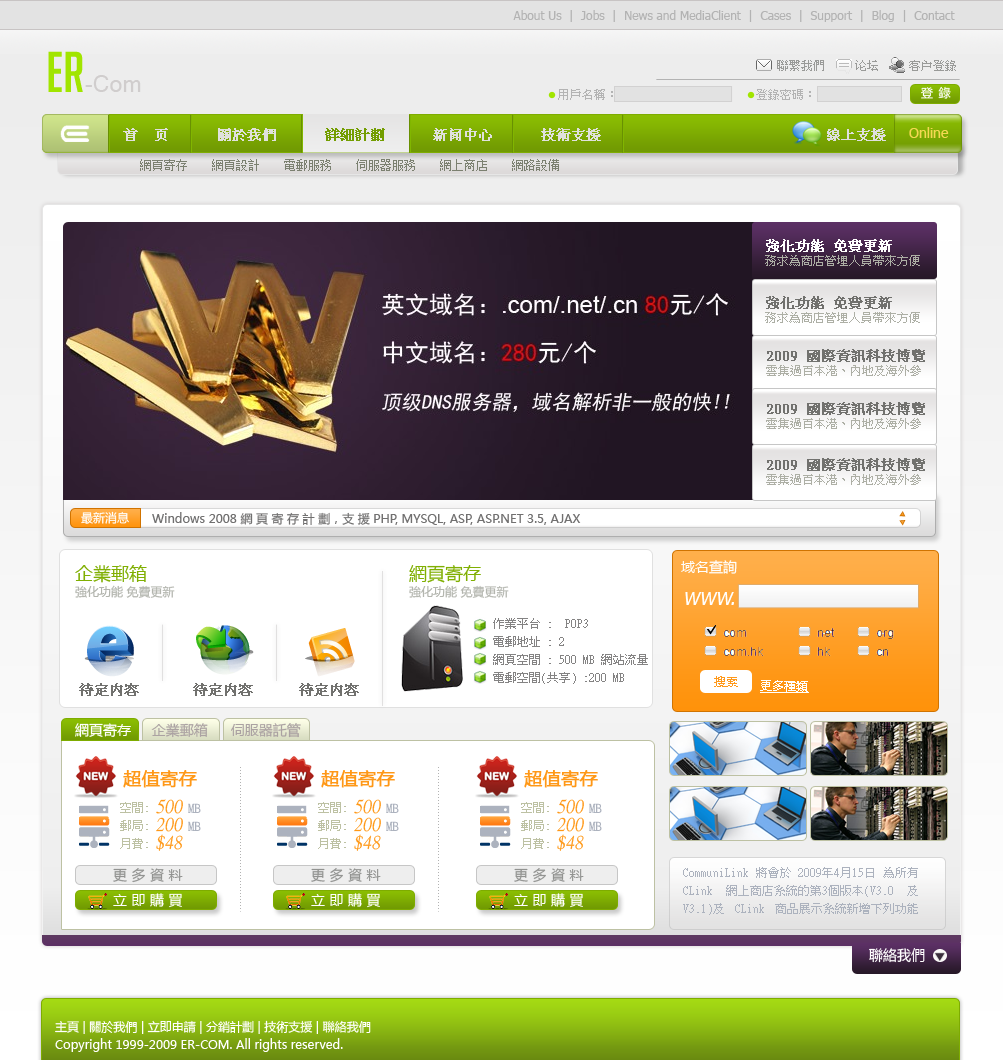 About Us | Jobs | News and MediaClient | Cases | Support | Blog | Contact
ER-Com
聯繫我們 论坛 客户登錄
用戶名稱： 登錄密碼： 登 錄
首 页 關於我們 詳細計劃 新闻中心 技術支援 線上支援 Online
網頁寄存 網頁設計 電郵服務 伺服器服務 網上商店 網路設備
英文域名：.com/.net/.cn 80元/个
中文域名：280元/个
顶级DNS服务器，域名解析非一般的快!!
強化功能 免費更新
務求為商店管埋人員帶來方便
強化功能 免費更新
務求為商店管埋人員帶來方便
2009 國際資訊科技博覽
雲集過百本港、內地及海外參
2009 國際資訊科技博覽
雲集過百本港、內地及海外參
2009 國際資訊科技博覽
雲集過百本港、內地及海外參
最新消息 Windows 2008 網頁寄存計劃 , 支援 PHP, MYSQL, ASP, ASP.NET 3.5, AJAX
企業郵箱
強化功能 免費更新
待定內容 待定內容 待定內容
網頁寄存
強化功能 免費更新
作業平台 ： POP3
電郵地址 ：2
網頁空間 ：500 MB 網站流量
電郵空間(共享) :200 MB
域名查詢
www.
com net org
com.hk hk cn
搜索 更多種類
網頁寄存 企業郵箱 伺服器託管
NEW 超值寄存
空間: 500 MB
郵局: 200 MB
月費: $48
更多資料
立即購買
NEW 超值寄存
空間: 500 MB
郵局: 200 MB
月費: $48
更多資料
立即購買
NEW 超值寄存
空間: 500 MB
郵局: 200 MB
月費: $48
更多資料
立即購買
CommuniLink 將會於 2009年4月15日 為所有
CLink 網上商店系統的第3個版本(V3.0 及
V3.1)及 CLink 商品展示系統新增下列功能
聯絡我們
主頁 | 關於我們 | 立即申請 | 分銷計劃 | 技術支援 | 聯絡我們
Copyright 1999-2009 ER-COM. All rights reserved.